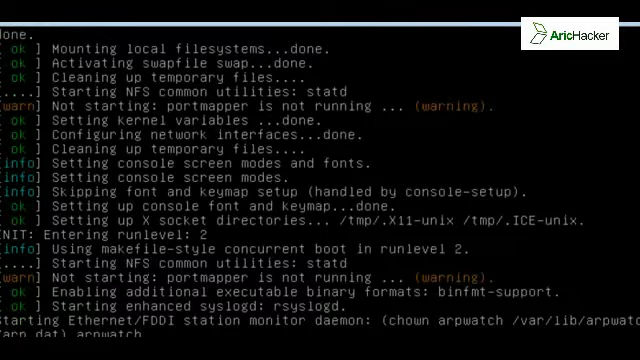 AricHacker
done.
[ ok ] Mounting local filesystems...done.
[ ok ] Activating swapfile swap...done.
[ ok ] Cleaning up temporary files....
[....] Starting NFS common utilities: statd
[warn] Not starting: portmapper is not running ... (warning).
[ ok ] Setting kernel variables ...done.
[ ok ] Configuring network interfaces...done.
[ ok ] Cleaning up temporary files....
[info] Setting console screen modes and fonts.
[info] Setting console screen modes.
[info] Skipping font and keymap setup (handled by console-setup).
[ ok ] Setting up console font and keymap...done.
[ ok ] Setting up X socket directories... /tmp/.X11-unix /tmp/.ICE-unix.
INIT: Entering runlevel: 2
[info] Using makefile-style concurrent boot in runlevel 2.
[....] Starting NFS common utilities: statd
[warn] Not starting: portmapper is not running ... (warning).
[ ok ] Enabling additional executable binary formats: binfmt-support.
[ ok ] Starting enhanced syslogd: rsyslogd.
Starting Ethernet/FDDI station monitor daemon: (chown arpwatch /var/lib/arpwatc
/arp.dat) arpwatch